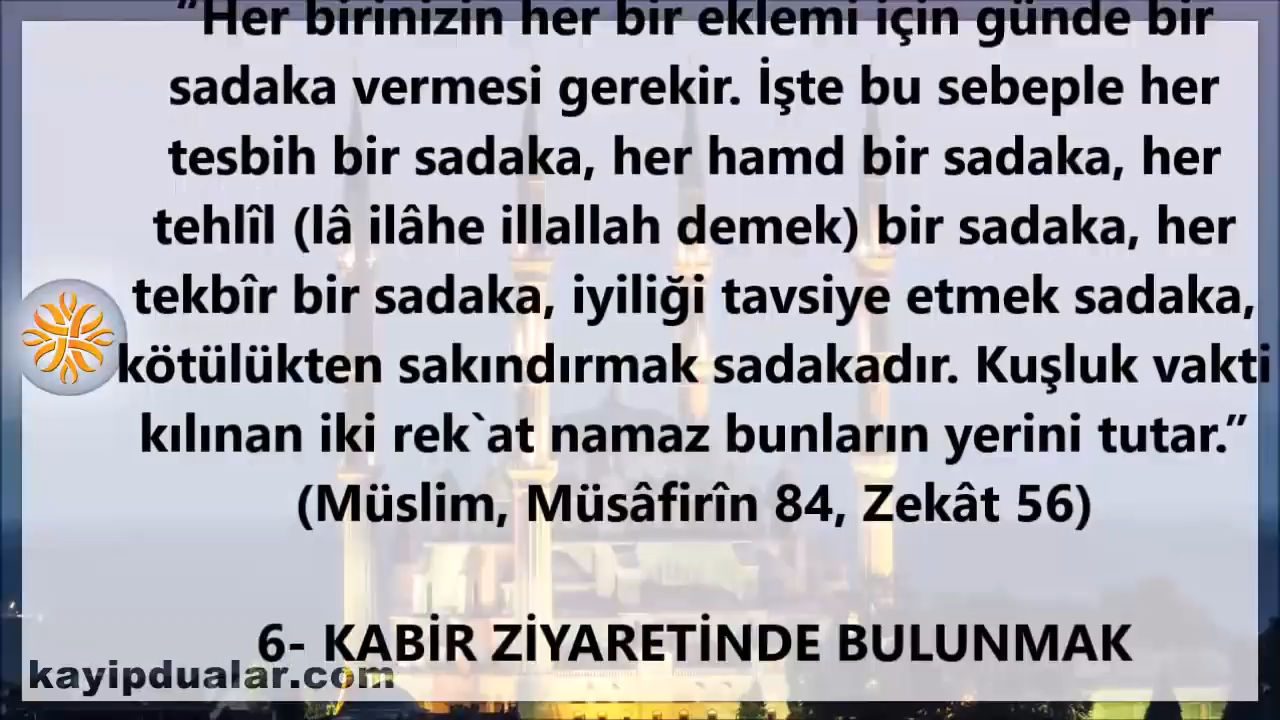 “Her birinizin her bir eklemi için günde bir
sadaka vermesi gerekir. İşte bu sebeple her
tesbih bir sadaka, her hamd bir sadaka, her
tehlîl (lâ ilâhe illallah demek) bir sadaka, her
tekbîr bir sadaka, iyiliği tavsiye etmek sadaka,
kötülükten sakındırmak sadakadır. Kuşluk vakti
kılınan iki rek`at namaz bunların yerini tutar.”
(Müslim, Müsâfirîn 84, Zekât 56)
6- KABİR ZİYARETİNDE BULUNMAK
kayipdualar.com